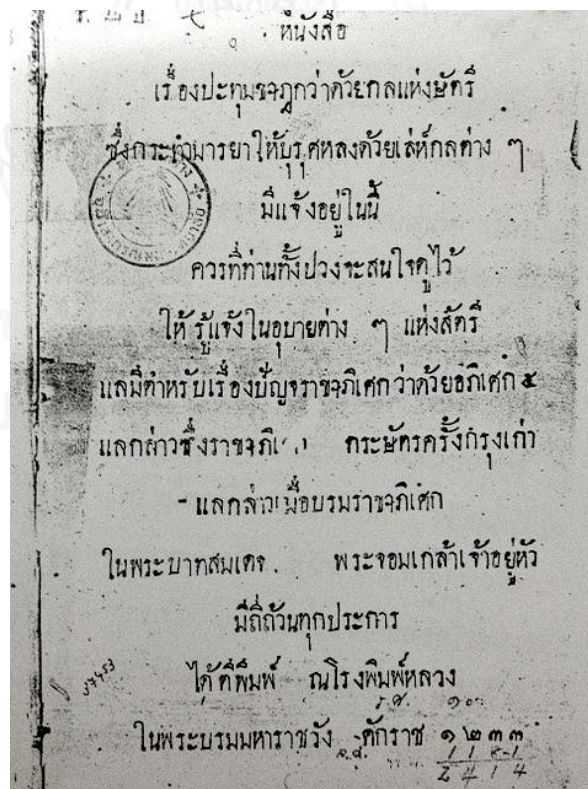 หนังสือ
เรื่องปะทุมชาฎกว่าด้วยกลแห่งษัตรี
ซึ่งกระทำมารยาให้บุรุศหลงด้วยเล่ห์กลต่าง ๆ
มีแจ้งอยู่ในนี้
ควรที่ท่านทั้งปวงจะสนใจดูไว้
ให้รู้แจ้งในอุบายต่าง ๆ แห่งสัตรี
แลมีตำหรับเรื่องปัญจราชาภิเศกว่าด้วยอภิเศก ๕
แลกล่าวซึ่งราชาภิเ กระษัตรครั้งกรุงเก่า
แลกล่าวเมื่อบรมราชาภิเศก
ในพระบาทสมเดจ พระจอมเกล้าเจ้าอยู่หัว
มีถี่ถ้วนทุกประการ
57453
ได้ตีพิมพ์ ณโรงพิมพ์หลวง
ในพระบรมมหาราชวัง จ.ศ. ศักราช ๑๒๓๓
1181
2414